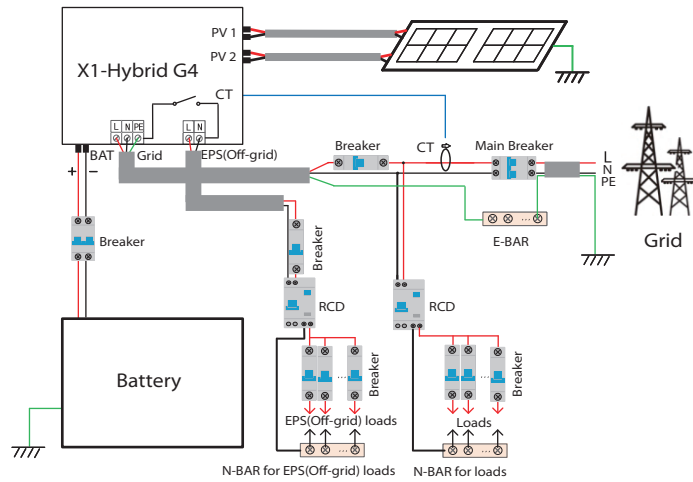 PV 1
PV 2
X1-Hybrid G4
CT
L N PE
L N
BAT
Grid
EPS(Off-grid)
+
−
Breaker
CT
Main Breaker
L
N
PE
E-BAR
Grid
Breaker
Breaker
RCD
RCD
Breaker
Breaker
Battery
EPS(Off-grid) loads
Loads
N-BAR for EPS(Off-grid) loads
N-BAR for loads